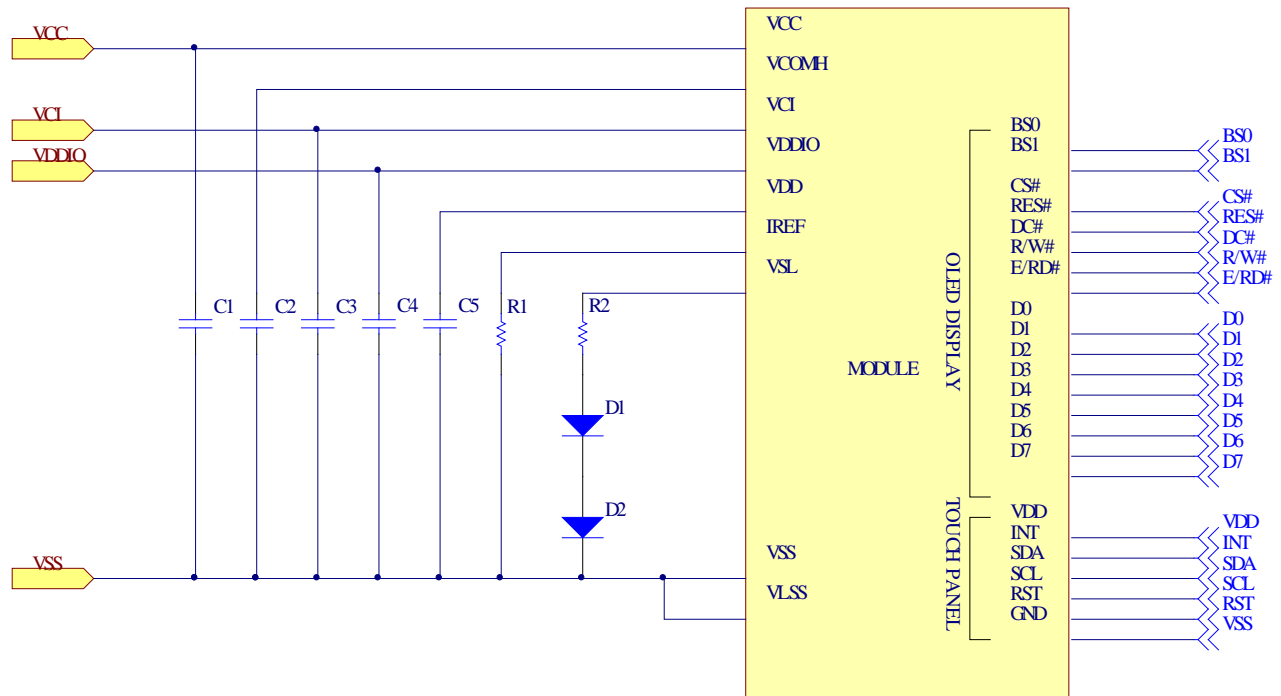 VCC
VCI
VDDIO
VSS
C1
C2
C3
C4
C5
R1
R2
D1
D2
VCC
VCOMH
VCI
VDDIO
VDD
IREF
VSL
VSS
VLSS
MODULE
OLED DISPLAY
TOUCH PANEL
BS0
BS1
CS#
RES#
DC#
R/W#
E/RD#
D0
D1
D2
D3
D4
D5
D6
D7
VDD
INT
SDA
SCL
RST
GND
BS0
BS1
CS#
RES#
DC#
R/W#
E/RD#
D0
D1
D2
D3
D4
D5
D6
D7
VDD
INT
SDA
SCL
RST
VSS